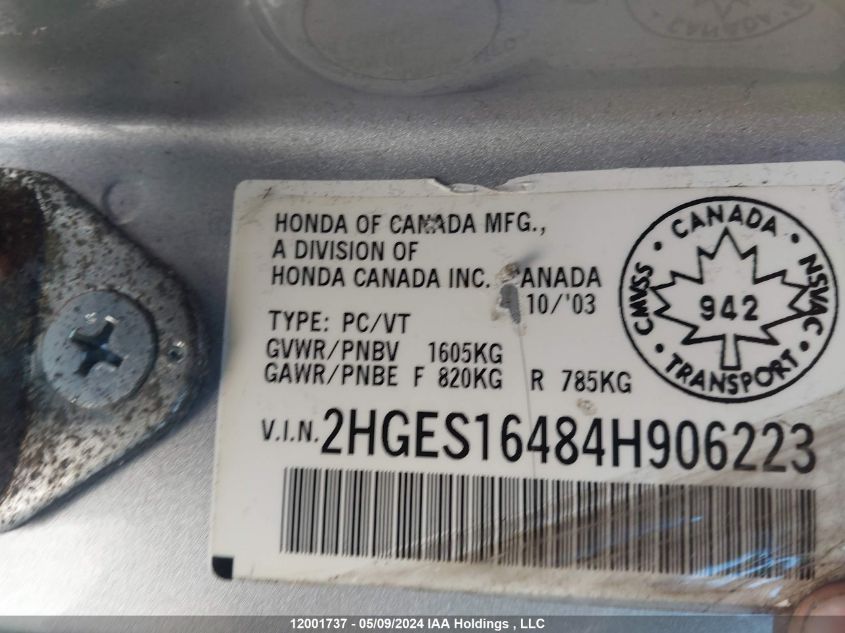 HONDA OF CANADA MFG.,
A DIVISION OF
HONDA CANADA INC. ANADA
10/'03
TYPE: PC/VT
GVWR/PNBV 1605KG
GAWR/PNBE F 820KG R 785KG
V.I.N. 2HGES16484H906223
CANADA
CMVSS
NSVAC
942
TRANSPORT
12001737 - 05/09/2024 IAA Holdings , LLC